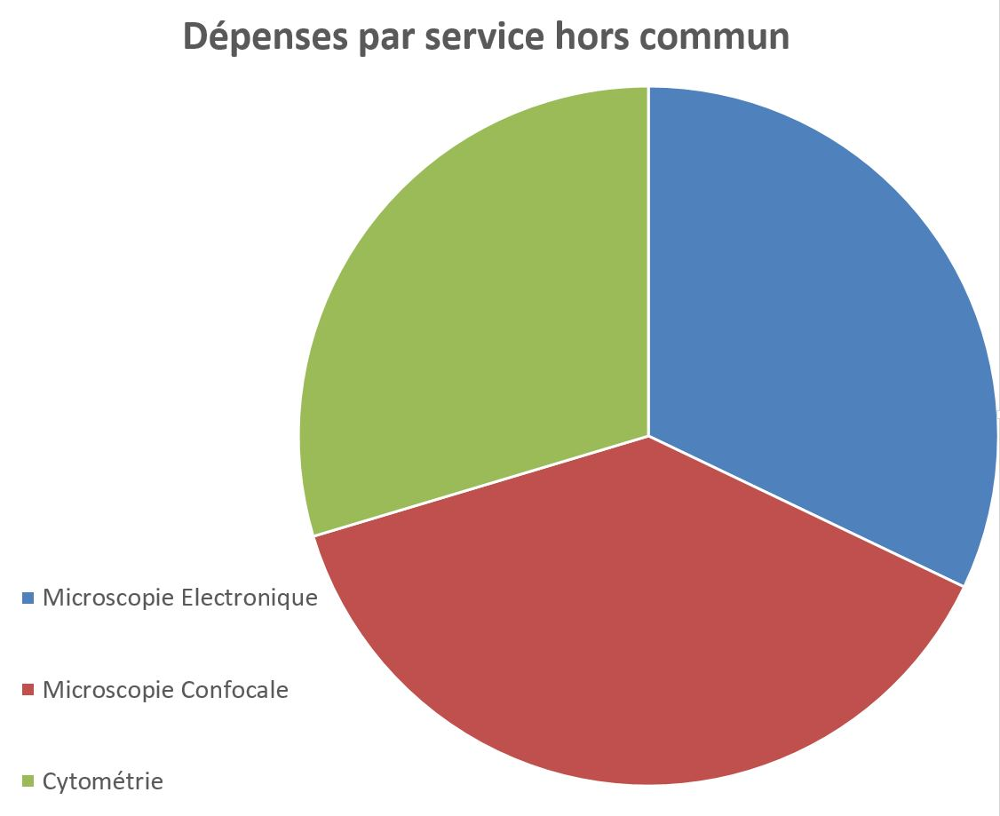 Dépenses par service hors commun
Microscopie Electronique
Microscopie Confocale
Cytométrie